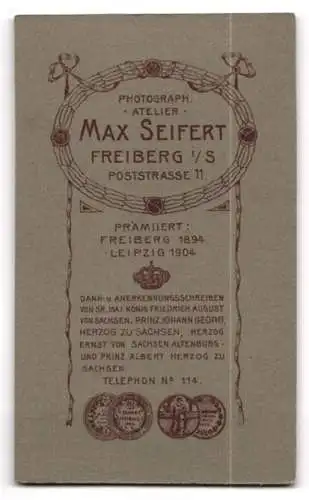 PHOTOGRAPH.
· ATELIER ·
MAX SEIFERT
FREIBERG I/S
POSTSTRASSE 11
PRÄMIIERT:
FREIBERG 1894
LEIPZIG 1904
DANK- U ANERKENNUNGSSCHREIBEN
VON SR. MAJ. KÖNIG FRIEDRICH AUGUST
VON SACHSEN, PRINZ JOHANN GEORG,
HERZOG ZU SACHSEN, HERZOG
ERNST VON SACHSEN ALTENBURG-
UND PRINZ ALBERT HERZOG ZU
SACHSEN
TELEPHON No 114.